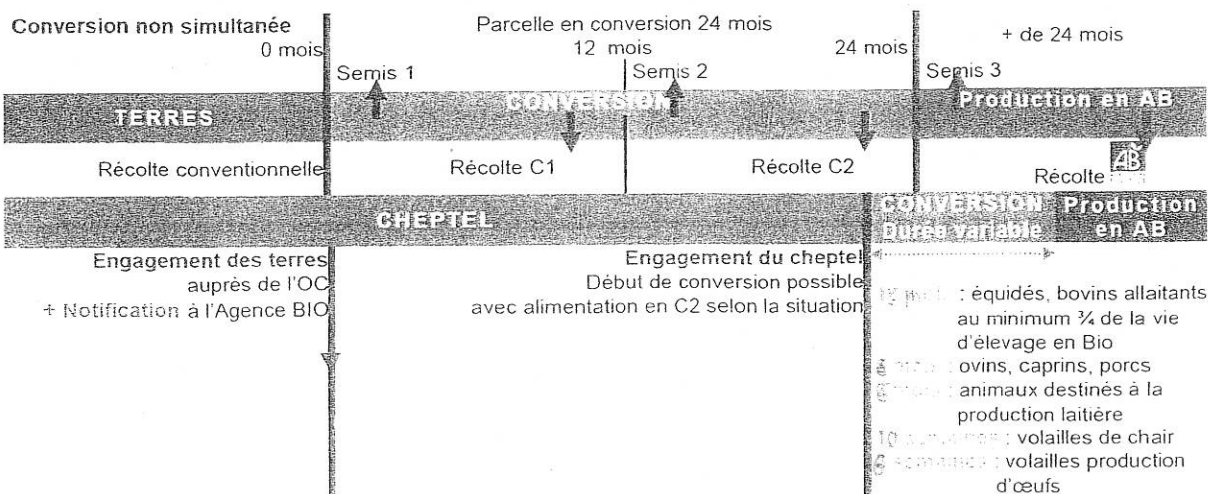 Conversion non simultanée
Parcelle en conversion 24 mois
+ de 24 mois
0 mois
12 mois
24 mois
Semis 1
Semis 2
Semis 3
TERRES
CONVERSION
Production en AB
Récolte conventionnelle
Récolte C1
Récolte C2
Récolte AB
CHEPTEL
CONVERSION
Durée variable
Production
en AB
Engagement des terres
auprès de l'OC
+ Notification à l'Agence BIO
Engagement du cheptel
Début de conversion possible
avec alimentation en C2 selon la situation
: équidés, bovins allaitants
au minimum ¾ de la vie
d'élevage en Bio
: ovins, caprins, porcs
: animaux destinés à la
production laitière
10 semaines : volailles de chair
6 semaines : volailles production
d'œufs